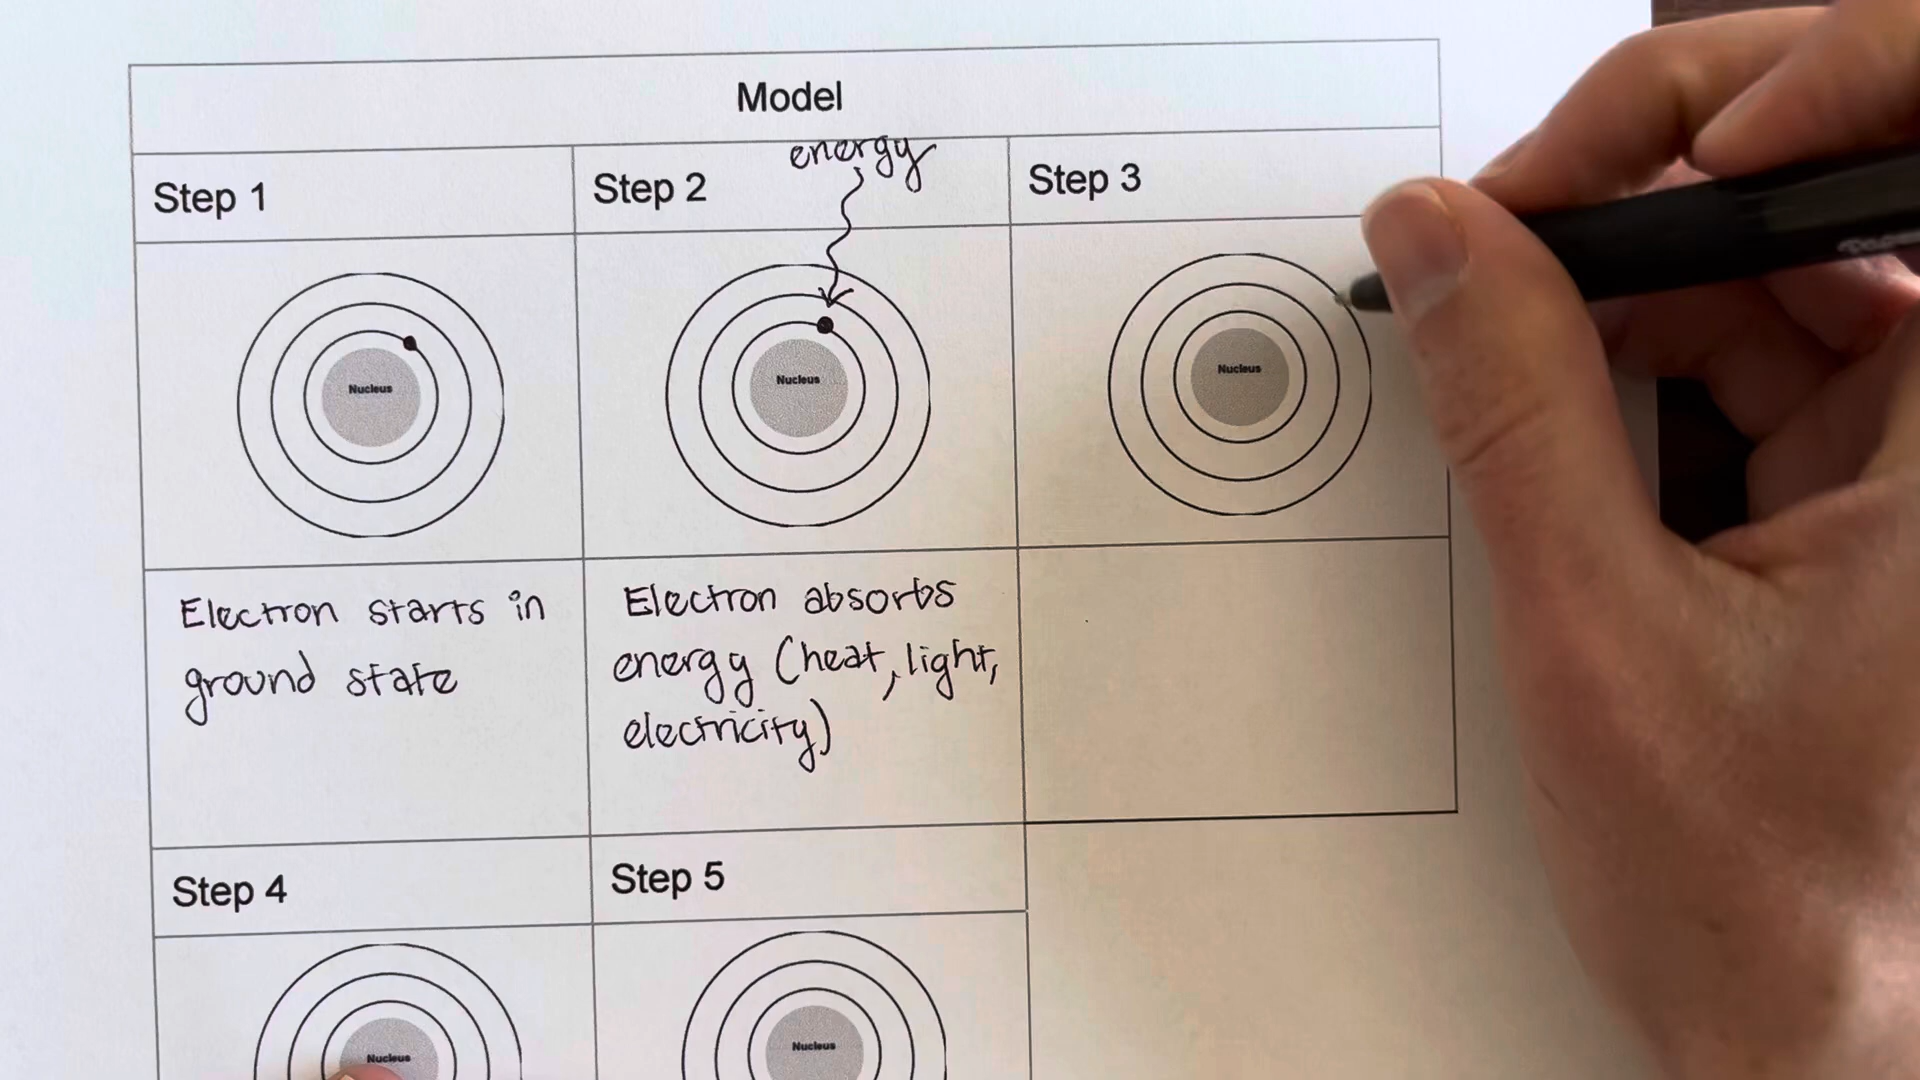 Model
Step 1
Step 2
energy
Step 3
Nucleus
Nucleus
Nucleus
Electron starts in
ground state
Electron absorbs
energy (heat, light,
electricity)
Step 4
Step 5
Nucleus
Nucleus